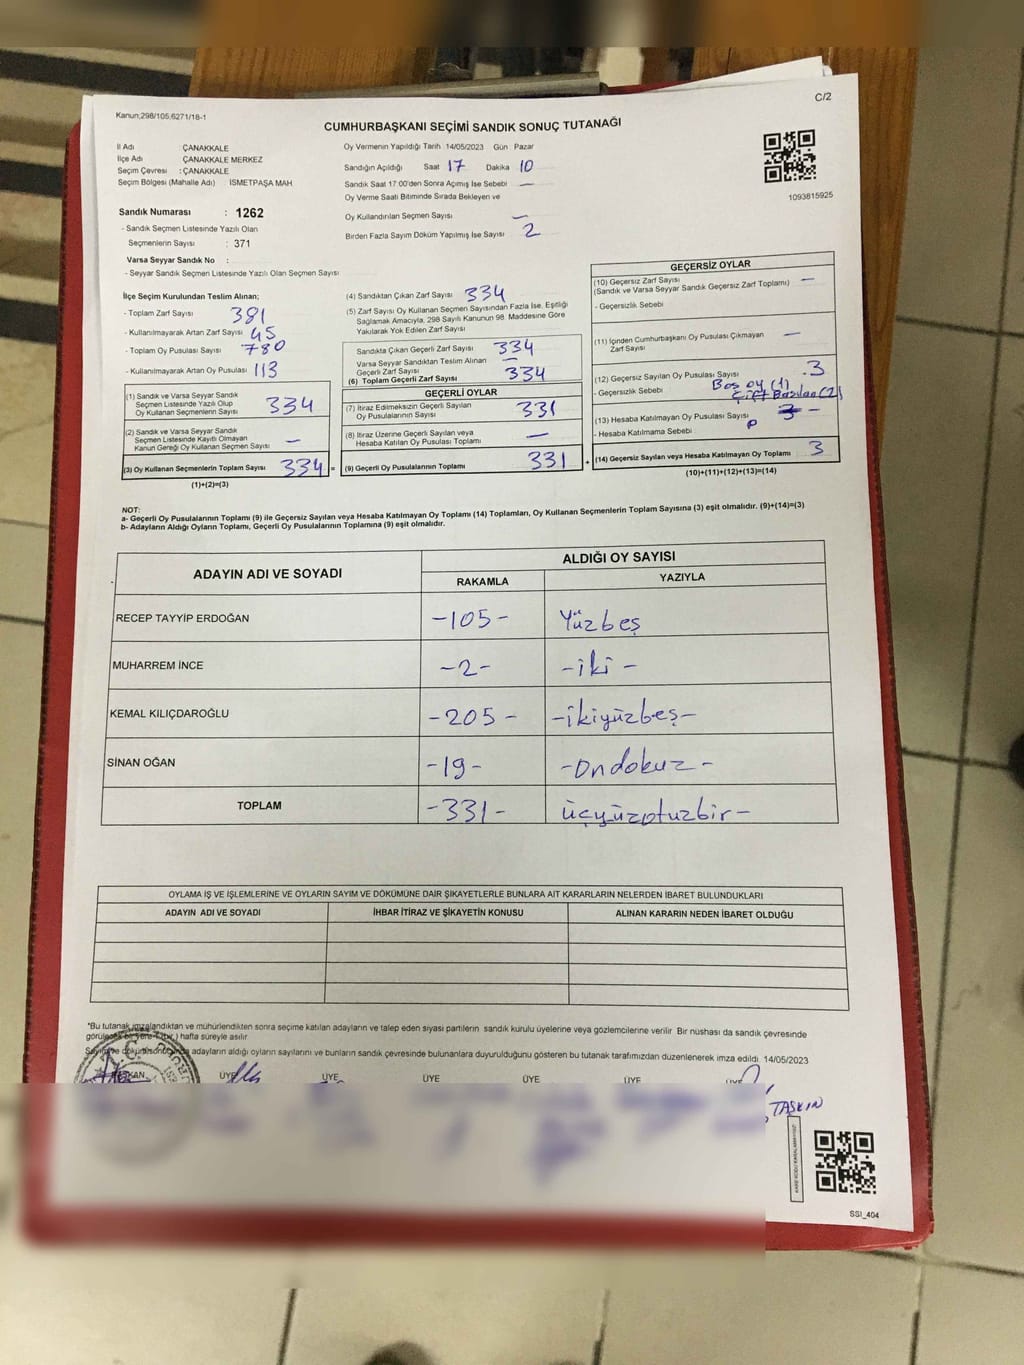 C/2
Kanun,298/105,6271/18-1
CUMHURBAŞKANI SEÇİMİ SANDIK SONUÇ TUTANAĞI
İl Adı ÇANAKKALE
İlçe Adı ÇANAKKALE MERKEZ
Seçim Çevresi : ÇANAKKALE
Seçim Bölgesi (Mahalle Adı) İSMETPAŞA MAH
Oy Vermenin Yapıldığı Tarih 14/05/2023 Gün Pazar
Sandığın Açıldığı Saat 17 Dakika 10
Sandık Saat 17 00'den Sonra Açımış İse Sebebi —
Oy Verme Saati Bitiminde Sırada Bekleyen ve
Oy Kullandırılan Seçmen Sayısı —
Birden Fazla Sayım Döküm Yapılmış İse Sayısı 2
1093815925
Sandık Numarası : 1262
- Sandık Seçmen Listesinde Yazılı Olan
Seçmenlerin Sayısı : 371
Varsa Seyyar Sandık No :
- Seyyar Sandık Seçmen Listesinde Yazılı Olan Seçmen Sayısı
İlçe Seçim Kurulundan Teslim Alınan;
- Toplam Zarf Sayısı 381
- Kullanılmayarak Artan Zarf Sayısı 45
- Toplam Oy Pusulası Sayısı 780
- Kullanılmayarak Artan Oy Pusulası 113
(1) Sandık ve Varsa Seyyar Sandık
Seçmen Listesinde Yazılı Olup
Oy Kullanan Seçmenlerin Sayısı 334
(2) Sandık ve Varsa Seyyar Sandık
Seçmen Listesinde Kayıtlı Olmayan
Kanun Gereği Oy Kullanan Seçmen Sayısı —
(3) Oy Kullanan Seçmenlerin Toplam Sayısı 334 =
(1)+(2)=(3)
(4) Sandıktan Çıkan Zarf Sayısı 334
(5) Zarf Sayısı Oy Kullanan Seçmen Sayısından Fazla İse, Eşitliği
Sağlamak Amacıyla, 298 Sayılı Kanunun 98. Maddesine Göre
Yakılarak Yok Edilen Zarf Sayısı
Sandıkta Çıkan Geçerli Zarf Sayısı 334
Varsa Seyyar Sandıktan Teslim Alınan
Geçerli Zarf Sayısı —
(6) Toplam Geçerli Zarf Sayısı 334
GEÇERLİ OYLAR
(7) İtiraz Edilmeksizin Geçerli Sayılan
Oy Pusulalarının Sayısı 331
(8) İtiraz Üzerine Geçerli Sayılan veya
Hesaba Katılan Oy Pusulası Toplamı —
(9) Geçerli Oy Pusulalarının Toplamı 331 +
GEÇERSİZ OYLAR
(10) Geçersiz Zarf Sayısı
(Sandık ve Varsa Seyyar Sandık Geçersiz Zarf Toplamı) —
- Geçersizlik Sebebi
(11) İçinden Cumhurbaşkanı Oy Pusulası Çıkmayan
Zarf Sayısı —
(12) Geçersiz Sayılan Oy Pusulası Sayısı .3
- Geçersizlik Sebebi Boş oy (1)
Çift Basılan (2)
(13) Hesaba Katılmayan Oy Pusulası Sayısı —
- Hesaba Katılmama Sebebi
(14) Geçersiz Sayılan veya Hesaba Katılmayan Oy Toplamı 3
(10)+(11)+(12)+(13)=(14)
NOT:
a- Geçerli Oy Pusulalarının Toplamı (9) ile Geçersiz Sayılan veya Hesaba Katılmayan Oy Toplamı (14) Toplamları, Oy Kullanan Seçmenlerin Toplam Sayısına (3) eşit olmalıdır. (9)+(14)=(3)
b- Adayların Aldığı Oyların Toplamı, Geçerli Oy Pusulalarının Toplamına (9) eşit olmalıdır.
ADAYIN ADI VE SOYADI ALDIĞI OY SAYISI
RAKAMLA YAZIYLA
RECEP TAYYİP ERDOĞAN -105- Yüzbeş
MUHARREM İNCE -2- -iki-
KEMAL KILIÇDAROĞLU -205- -ikiyüzbeş-
SİNAN OĞAN -19- -Ondokuz-
TOPLAM -331- üçyüzotuzbir-
OYLAMA İŞ VE İŞLEMLERİNE VE OYLARIN SAYIM VE DÖKÜMÜNE DAİR ŞİKAYETLERLE BUNLARA AİT KARARLARIN NELERDEN İBARET BULUNDUKLARI
ADAYIN ADI VE SOYADI İHBAR İTİRAZ VE ŞİKAYETİN KONUSU ALINAN KARARIN NEDEN İBARET OLDUĞU
*Bu tutanak imzalandıktan ve mühürlendikten sonra seçime katılan adayların ve talep eden siyasi partilerin sandık kurulu üyelerine veya gözlemcilerine verilir Bir nüshası da sandık çevresinde
görülecek bir yere (bir) hafta süreyle asılır
Sayım ve döküm sonunda adayların aldığı oyların sayılarını ve bunların sandık çevresinde bulunanlara duyurulduğunu gösteren bu tutanak tarafımızdan düzenlenerek imza edildi. 14/05/2023
BAŞKAN ÜYE ÜYE ÜYE ÜYE ÜYE ÜYE
TAŞKIN
SSI_404